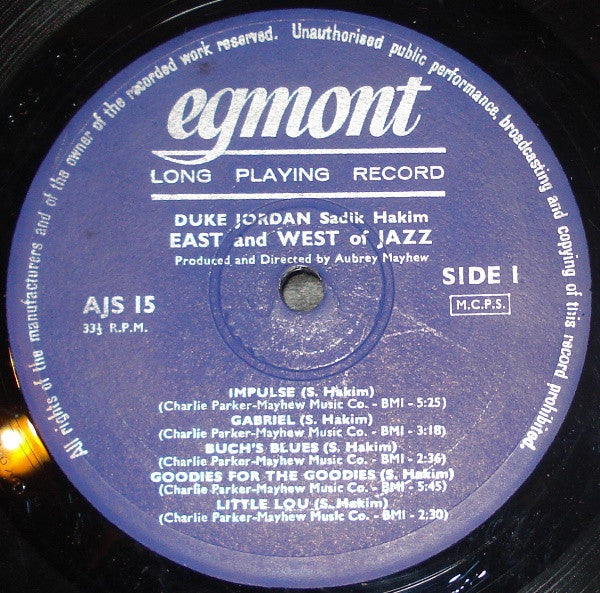 All rights of the manufacturers and of the owner of the recorded work reserved. Unauthorised public performance, broadcasting and copying of this record prohibited.
egmont
LONG PLAYING RECORD
DUKE JORDAN Sadik Hakim
EAST and WEST of JAZZ
Produced and Directed by Aubrey Mayhew
SIDE 1
AJS 15
M.C.P.S.
33⅓ R.P.M.
IMPULSE (S. Hakim)
(Charlie Parker-Mayhew Music Co. - BMI - 5:25)
GABRIEL (S. Hakim)
(Charlie Parker-Mayhew Music Co. - BMI - 3:18)
BUCH'S BLUES (S. Hakim)
(Charlie Parker-Mayhew Music Co. - BMI - 2:36)
GOODIES FOR THE GOODIES (S. Hakim)
(Charlie Parker-Mayhew Music Co. - BMI - 5:45)
LITTLE LOU (S. Hakim)
(Charlie Parker-Mayhew Music Co. - BMI - 2:30)